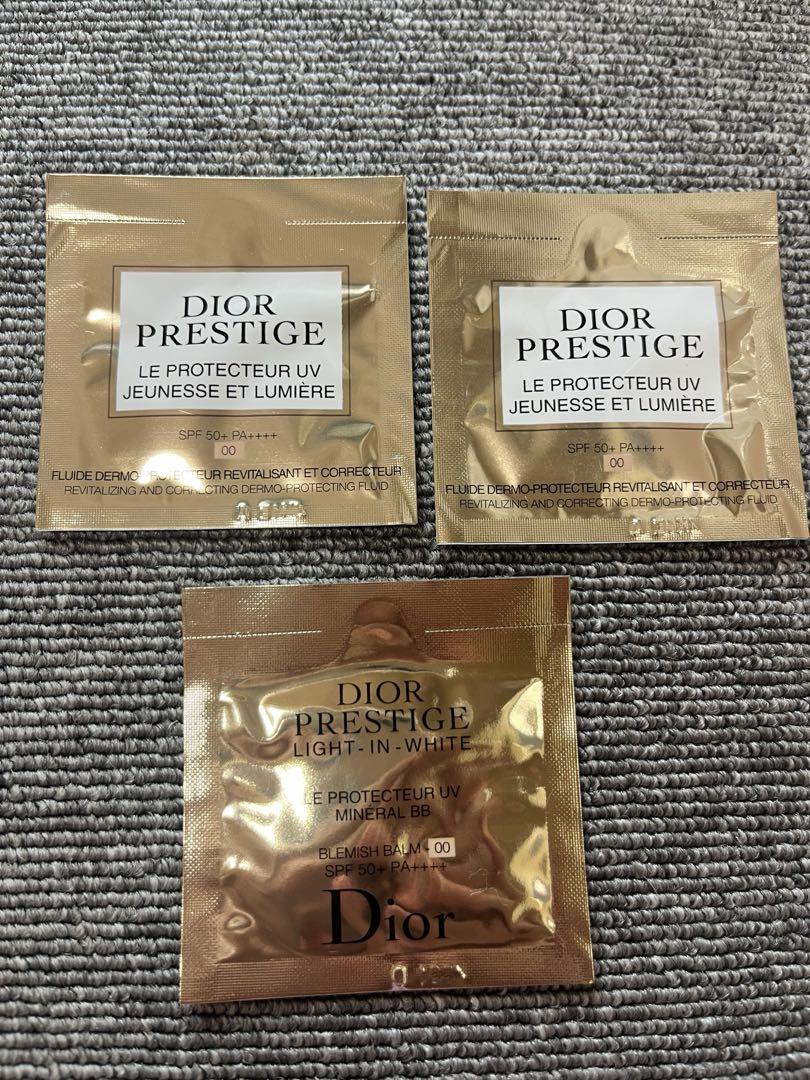 DIOR
PRESTIGE
LE PROTECTEUR UV
JEUNESSE ET LUMIÈRE
SPF 50+ PA++++
00
FLUIDE DERMO-PROTECTEUR REVITALISANT ET CORRECTEUR
REVITALIZING AND CORRECTING DERMO-PROTECTING FLUID
DIOR
PRESTIGE
LE PROTECTEUR UV
JEUNESSE ET LUMIÈRE
SPF 50+ PA++++
00
FLUIDE DERMO-PROTECTEUR REVITALISANT ET CORRECTEUR
REVITALIZING AND CORRECTING DERMO-PROTECTING FLUID
DIOR
PRESTIGE
LIGHT-IN-WHITE
LE PROTECTEUR UV
MINÉRAL BB
BLEMISH BALM - 00
SPF 50+ PA++++
Dior